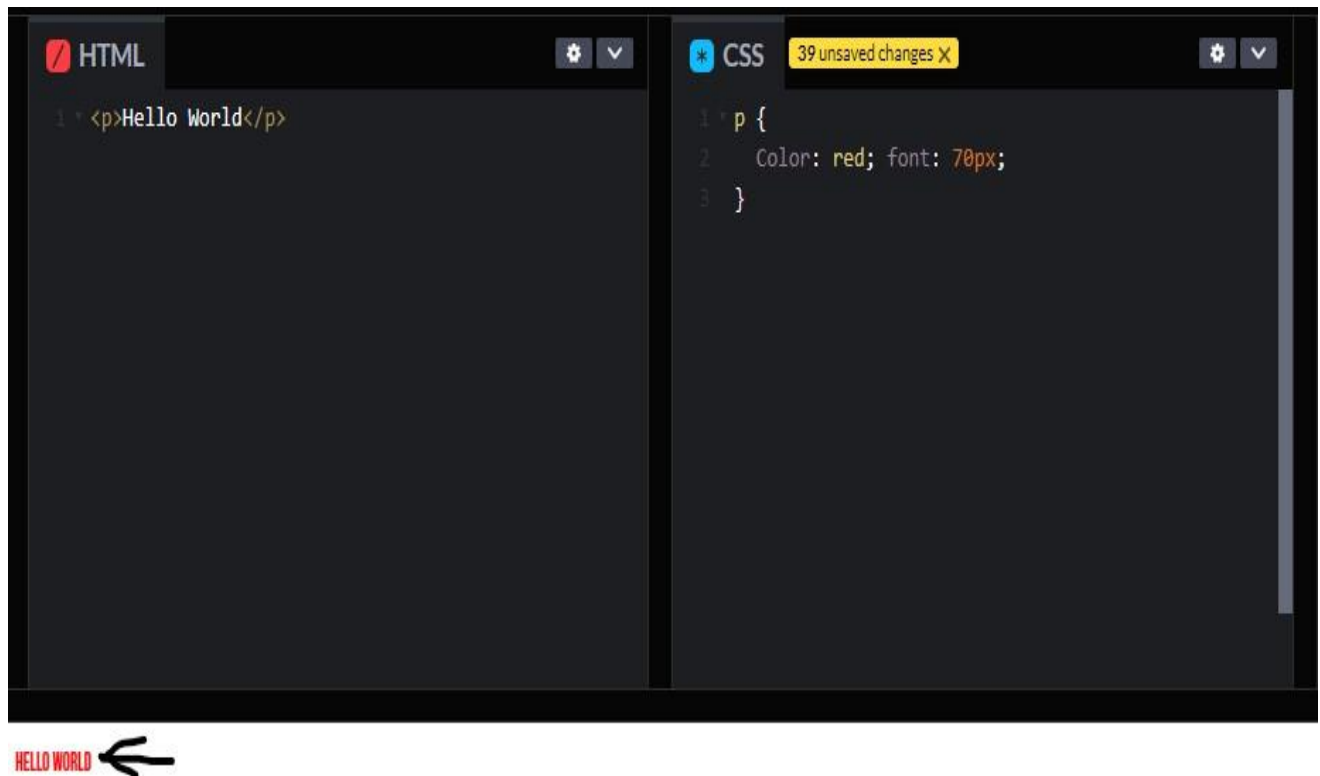 / HTML
* CSS 39 unsaved changes X
1 <p>Hello World</p>
1 p {
2 Color: red; font: 70px;
3 }
HELLO WORLD